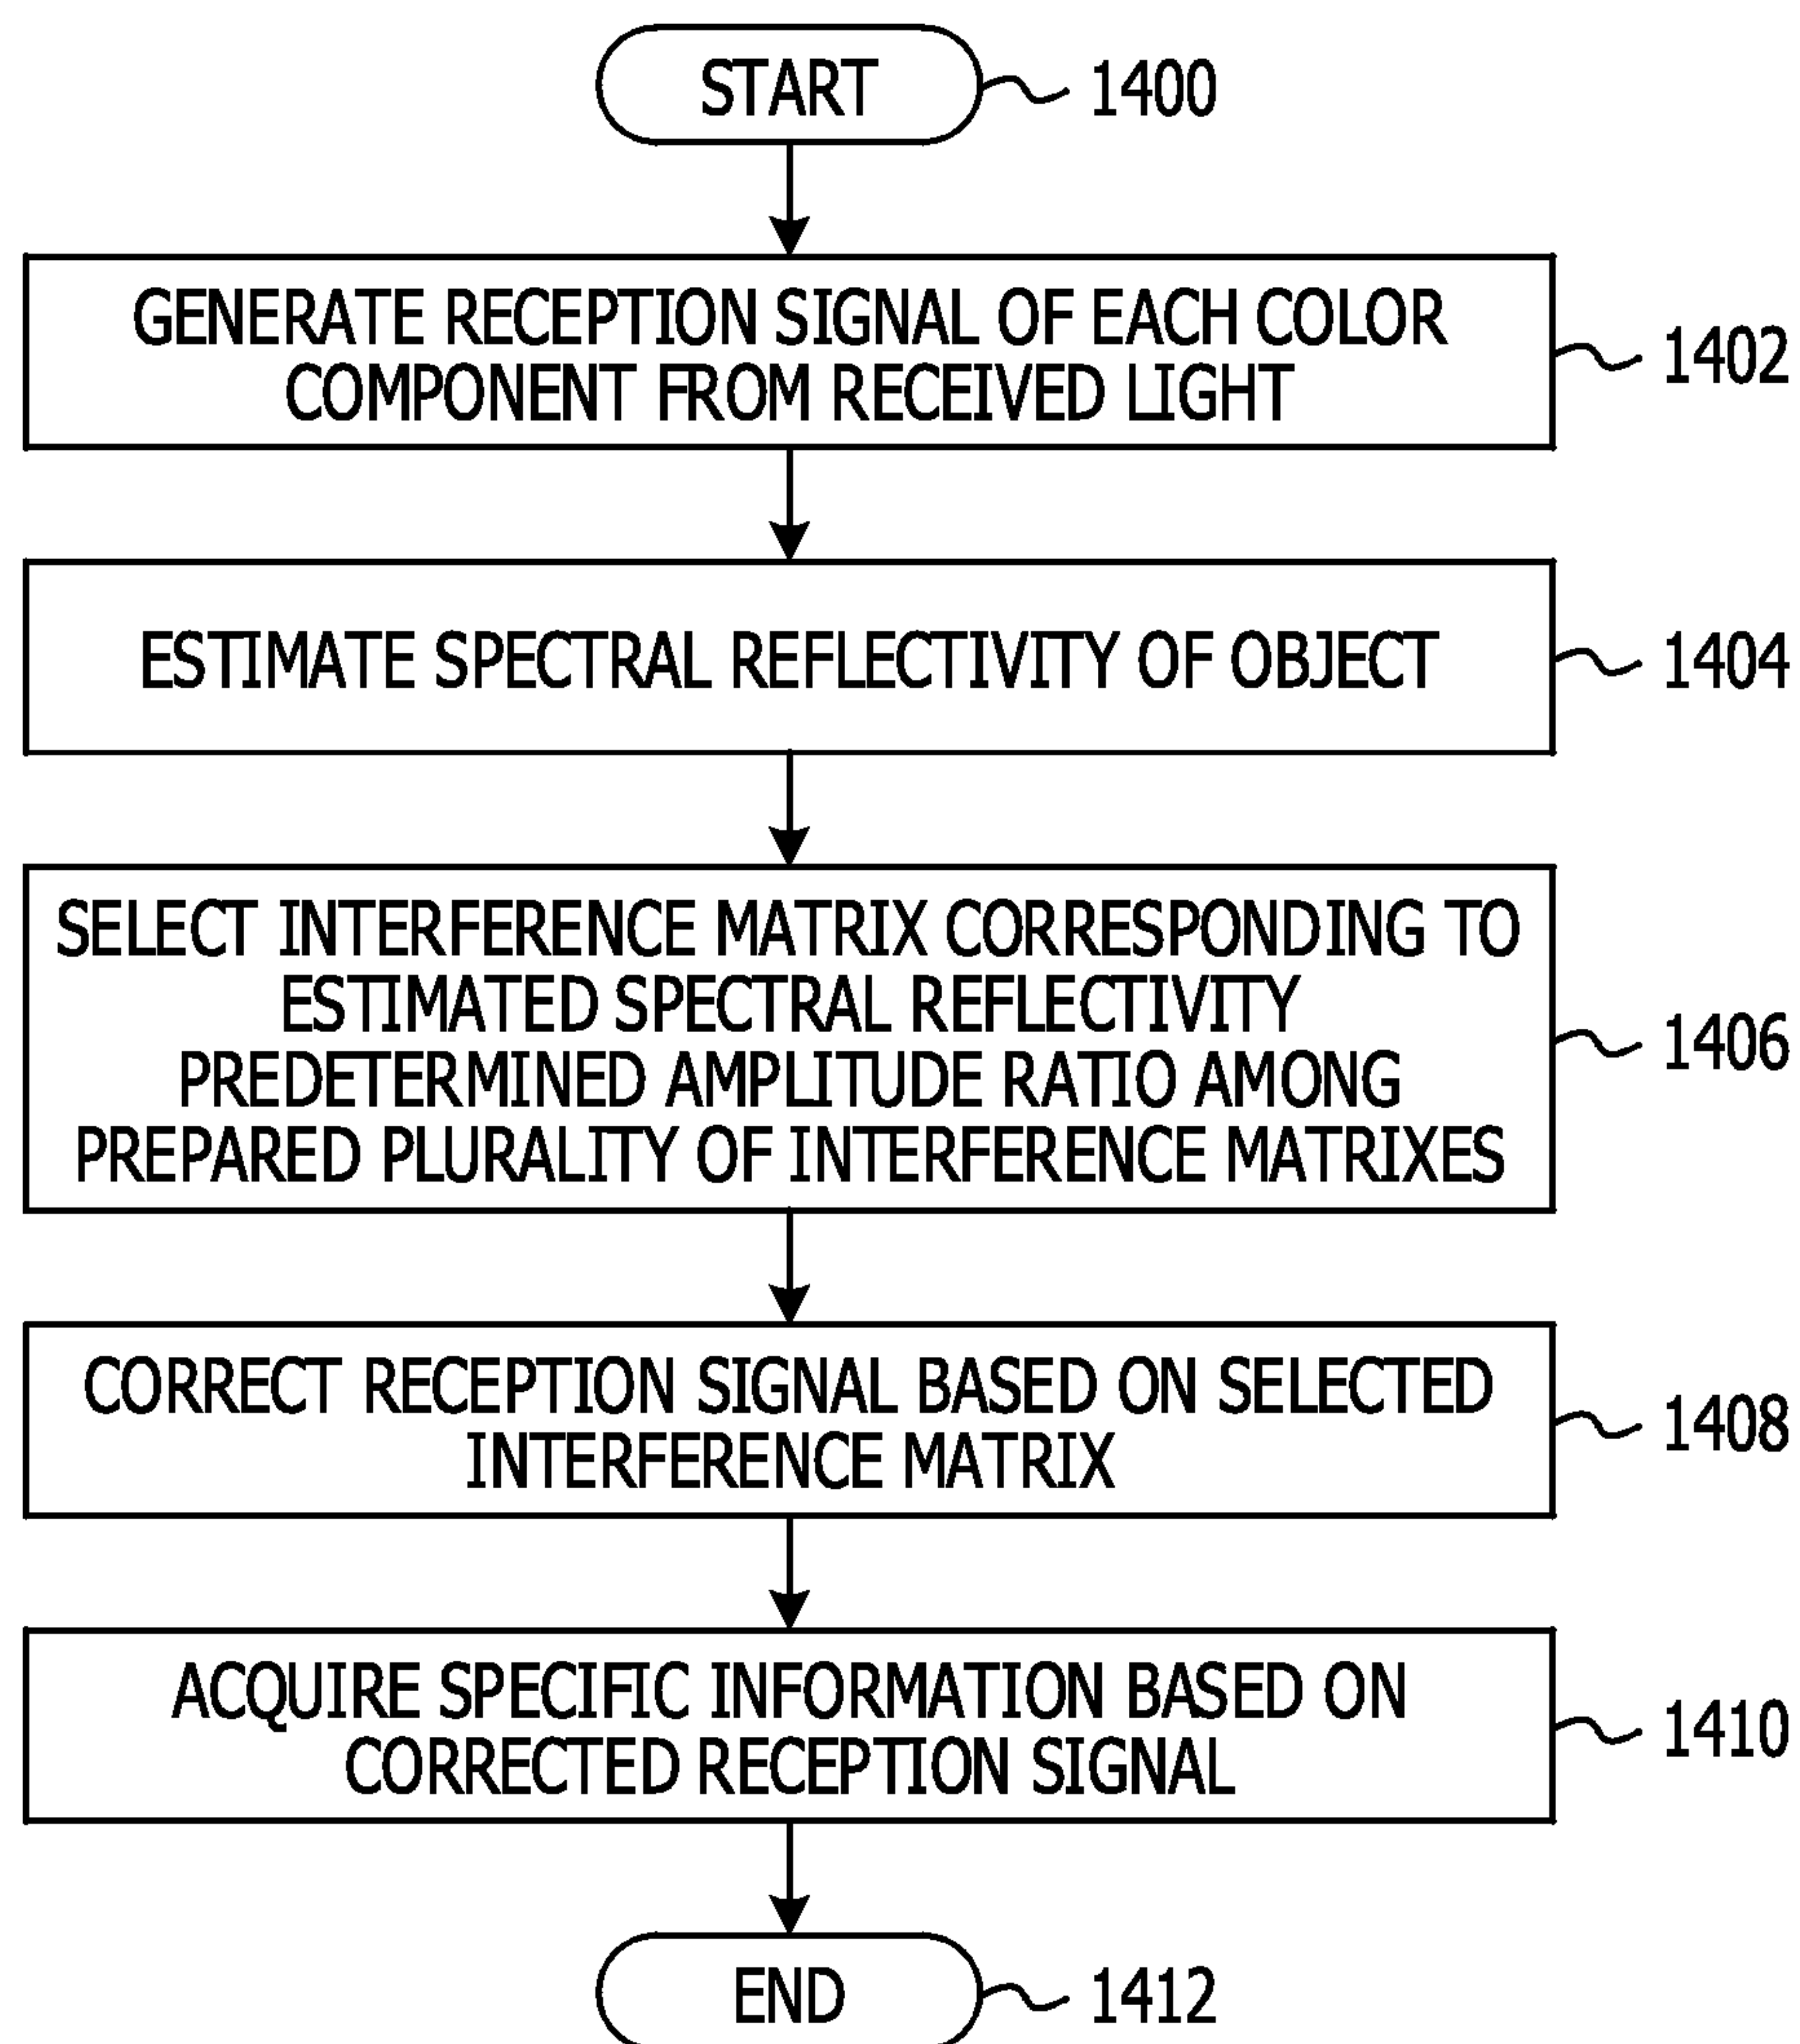 START
1400
GENERATE RECEPTION SIGNAL OF EACH COLOR
COMPONENT FROM RECEIVED LIGHT
1402
ESTIMATE SPECTRAL REFLECTIVITY OF OBJECT
1404
SELECT INTERFERENCE MATRIX CORRESPONDING TO
ESTIMATED SPECTRAL REFLECTIVITY
PREDETERMINED AMPLITUDE RATIO AMONG
PREPARED PLURALITY OF INTERFERENCE MATRIXES
1406
CORRECT RECEPTION SIGNAL BASED ON SELECTED
INTERFERENCE MATRIX
1408
ACQUIRE SPECIFIC INFORMATION BASED ON
CORRECTED RECEPTION SIGNAL
1410
END
1412